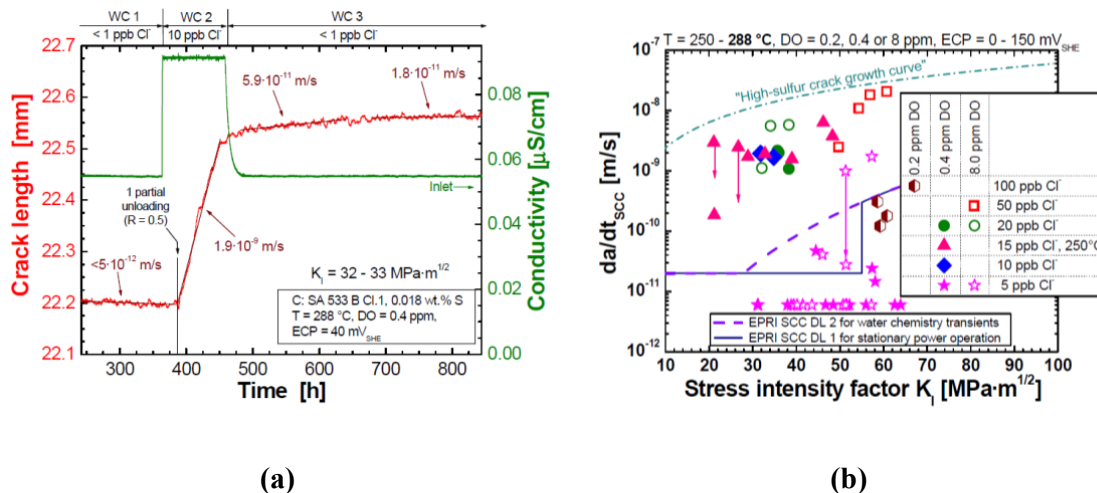 WC 1 WC 2 WC 3
< 1 ppb Cl⁻ 10 ppb Cl⁻ < 1 ppb Cl⁻
22.7
22.6
22.5
22.4
22.3
22.2
22.1
Crack length [mm]
5.9·10⁻¹¹ m/s
1.8·10⁻¹¹ m/s
1 partial
unloading
(R = 0.5)
Inlet
1.9·10⁻⁹ m/s
<5·10⁻¹² m/s
K_I = 32 - 33 MPa·m^1/2
C: SA 533 B Cl.1, 0.018 wt.% S
T = 288 °C, DO = 0.4 ppm,
ECP = 40 mV_SHE
0.08
0.06
0.04
0.02
0.00
Conductivity [µS/cm]
300 400 500 600 700 800
Time [h]
(a)
T = 250 - 288 °C, DO = 0.2, 0.4 or 8 ppm, ECP = 0 - 150 mV_SHE
10⁻⁷
10⁻⁸
10⁻⁹
10⁻¹⁰
10⁻¹¹
10⁻¹²
da/dt_SCC [m/s]
"High-sulfur crack growth curve"
0.2 ppm DO
0.4 ppm DO
8.0 ppm DO
100 ppb Cl⁻
50 ppb Cl⁻
20 ppb Cl⁻
15 ppb Cl⁻, 250°C
10 ppb Cl⁻
5 ppb Cl⁻
EPRI SCC DL 2 for water chemistry transients
EPRI SCC DL 1 for stationary power operation
10 20 30 40 50 60 70 80 90 100
Stress intensity factor K_I [MPa·m^1/2]
(b)